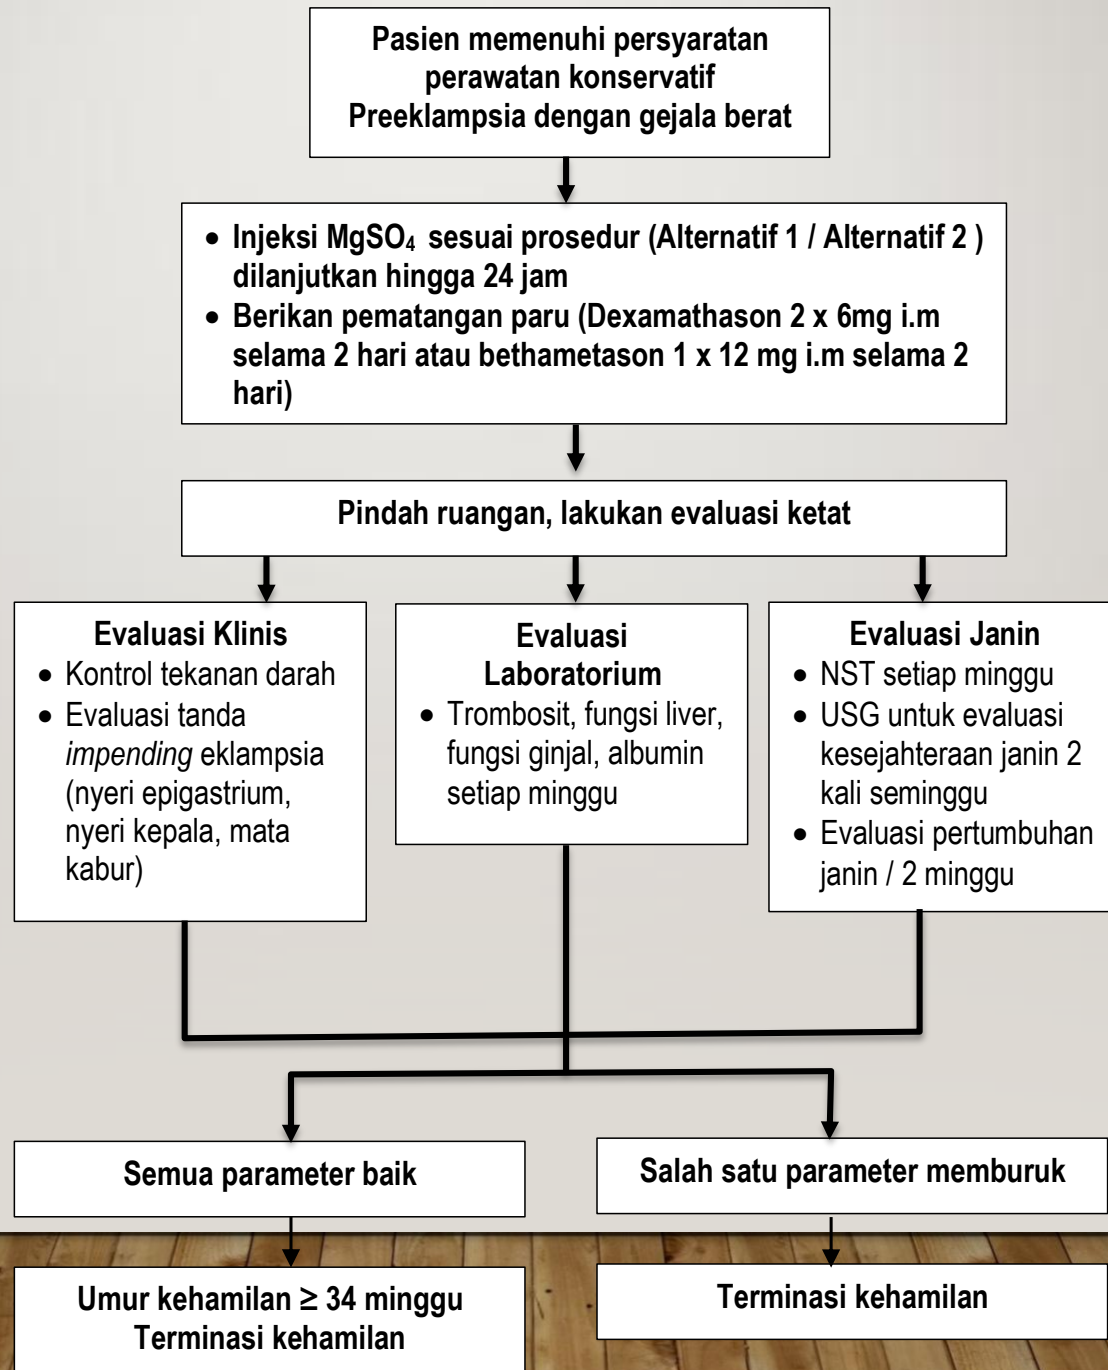 Pasien memenuhi persyaratan
perawatan konservatif
Preeklampsia dengan gejala berat
• Injeksi MgSO₄ sesuai prosedur (Alternatif 1 / Alternatif 2 )
dilanjutkan hingga 24 jam
• Berikan pematangan paru (Dexamathason 2 x 6mg i.m
selama 2 hari atau bethametason 1 x 12 mg i.m selama 2
hari)
Pindah ruangan, lakukan evaluasi ketat
Evaluasi Klinis
• Kontrol tekanan darah
• Evaluasi tanda
impending eklampsia
(nyeri epigastrium,
nyeri kepala, mata
kabur)
Evaluasi
Laboratorium
• Trombosit, fungsi liver,
fungsi ginjal, albumin
setiap minggu
Evaluasi Janin
• NST setiap minggu
• USG untuk evaluasi
kesejahteraan janin 2
kali seminggu
• Evaluasi pertumbuhan
janin / 2 minggu
Semua parameter baik
Salah satu parameter memburuk
Umur kehamilan ≥ 34 minggu
Terminasi kehamilan
Terminasi kehamilan